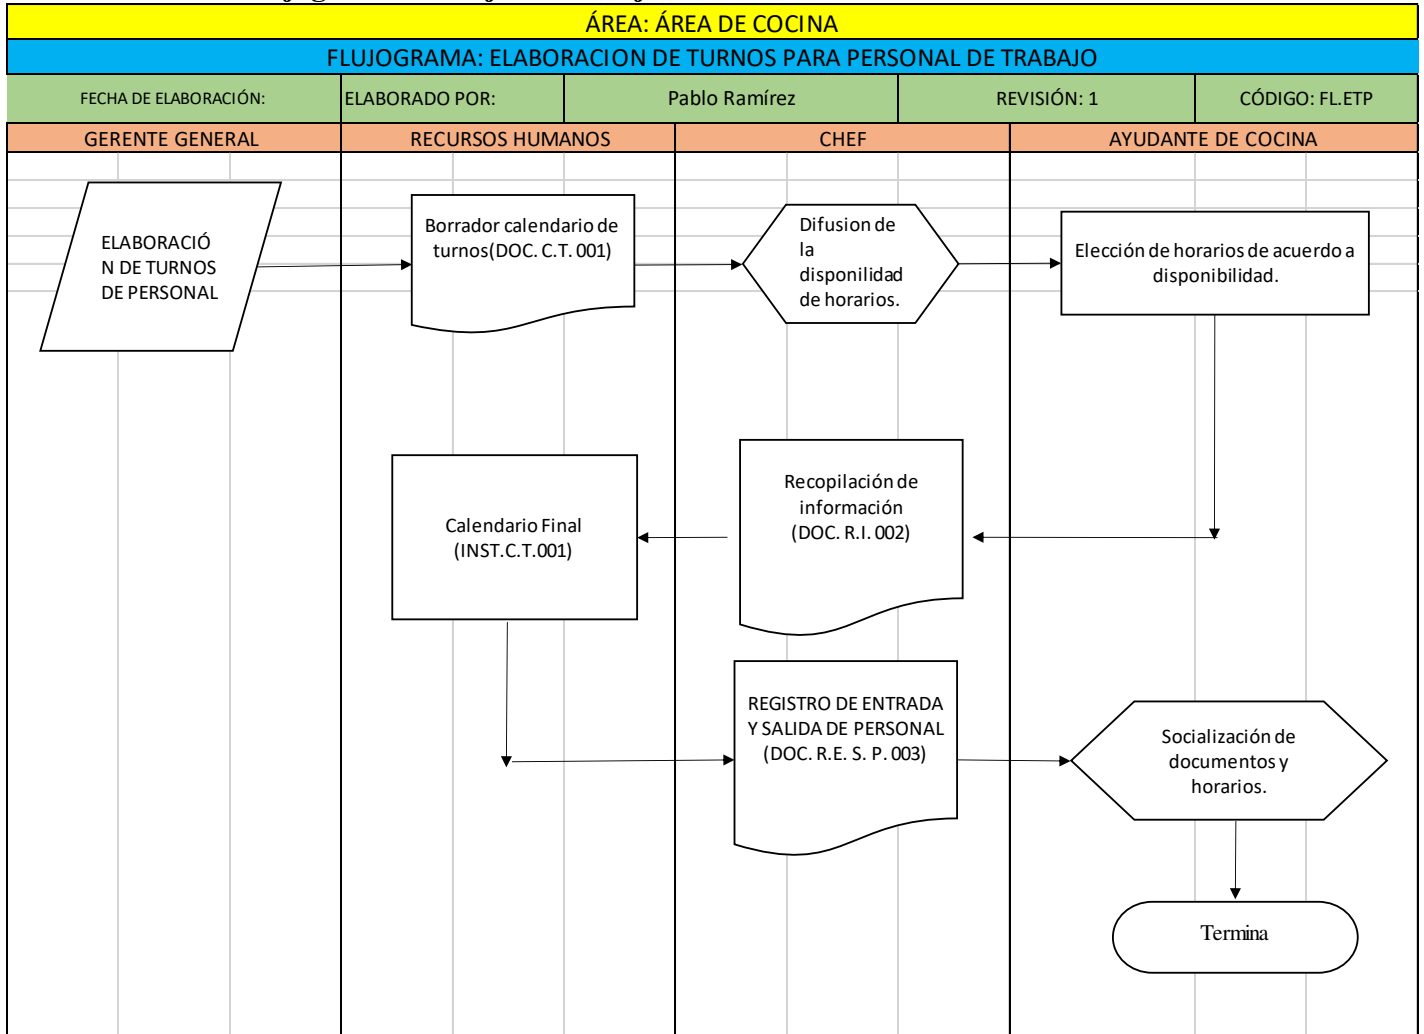 ÁREA: ÁREA DE COCINA
FLUJOGRAMA: ELABORACION DE TURNOS PARA PERSONAL DE TRABAJO
FECHA DE ELABORACIÓN: ELABORADO POR: Pablo Ramírez REVISIÓN: 1 CÓDIGO: FL.ETP
GERENTE GENERAL RECURSOS HUMANOS CHEF AYUDANTE DE COCINA
ELABORACIÓ
N DE TURNOS
DE PERSONAL
Borrador calendario de
turnos(DOC. C.T. 001)
Difusion de
la
disponilidad
de horarios.
Elección de horarios de acuerdo a
disponibilidad.
Recopilación de
información
(DOC. R.I. 002)
Calendario Final
(INST.C.T.001)
REGISTRO DE ENTRADA
Y SALIDA DE PERSONAL
(DOC. R.E. S. P. 003)
Socialización de
documentos y
horarios.
Termina